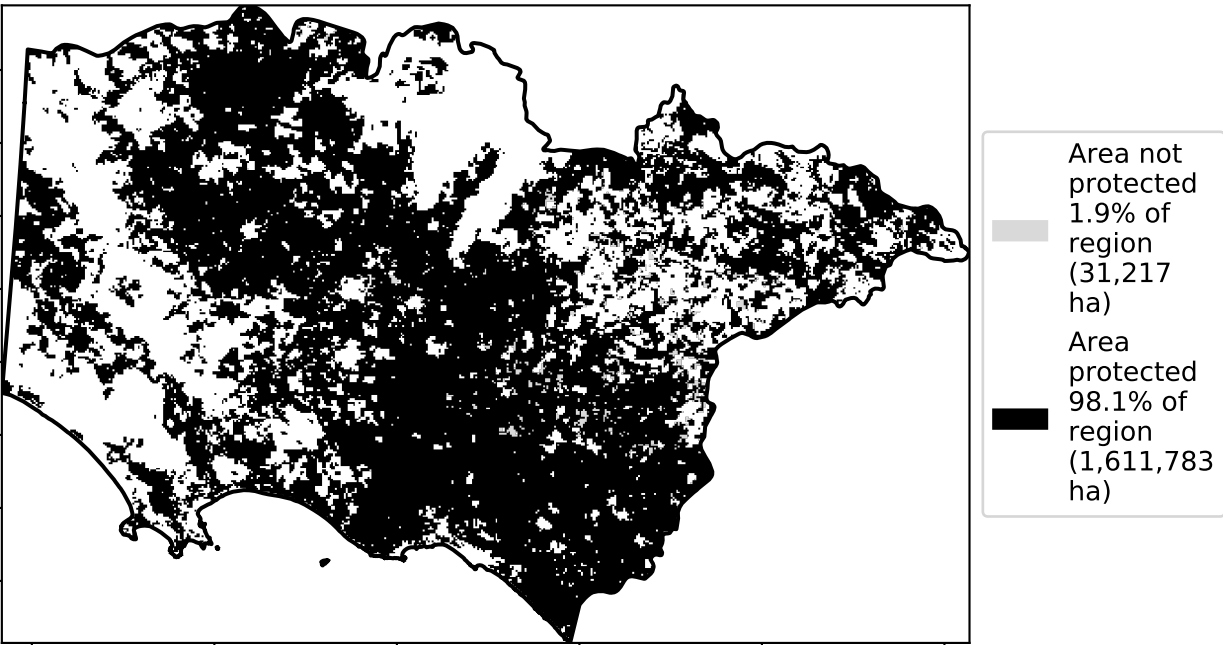 Area not
protected
1.9% of
region
(31,217
ha)
Area
protected
98.1% of
region
(1,611,783
ha)